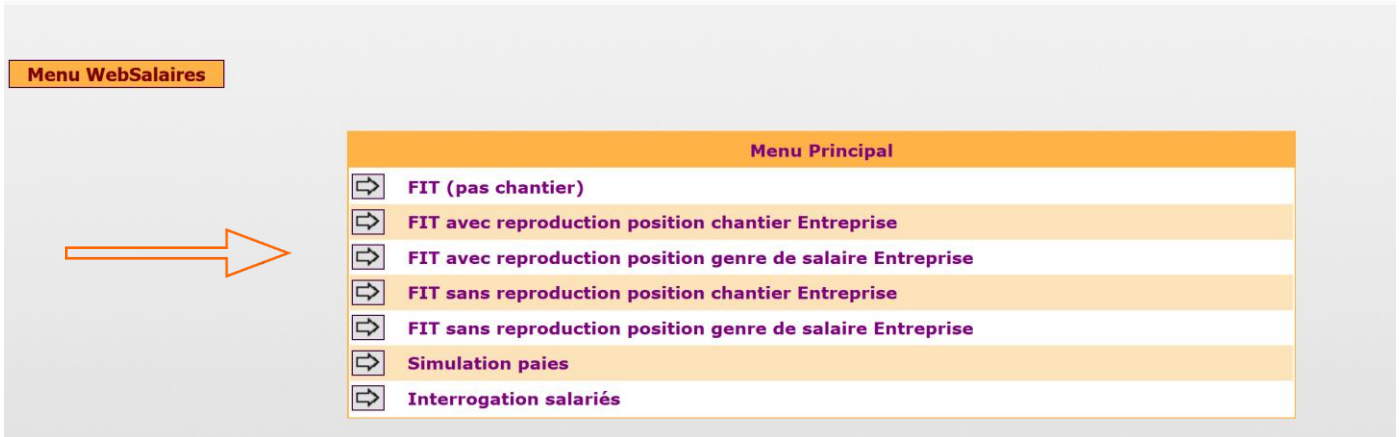 Menu WebSalaires
Menu Principal
FIT (pas chantier)
FIT avec reproduction position chantier Entreprise
FIT avec reproduction position genre de salaire Entreprise
FIT sans reproduction position chantier Entreprise
FIT sans reproduction position genre de salaire Entreprise
Simulation paies
Interrogation salariés